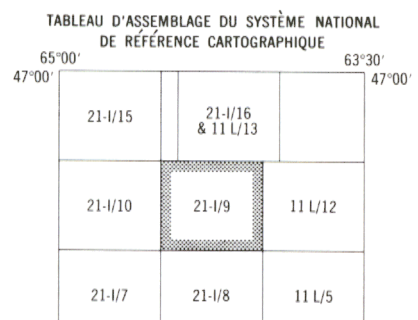 TABLEAU D'ASSEMBLAGE DU SYSTÈME NATIONAL
DE RÉFÉRENCE CARTOGRAPHIQUE
65°00′ 63°30′
47°00′ 47°00′
21-I/15 21-I/16
& 11 L/13
21-I/10 21-I/9 11 L/12
21-I/7 21-I/8 11 L/5